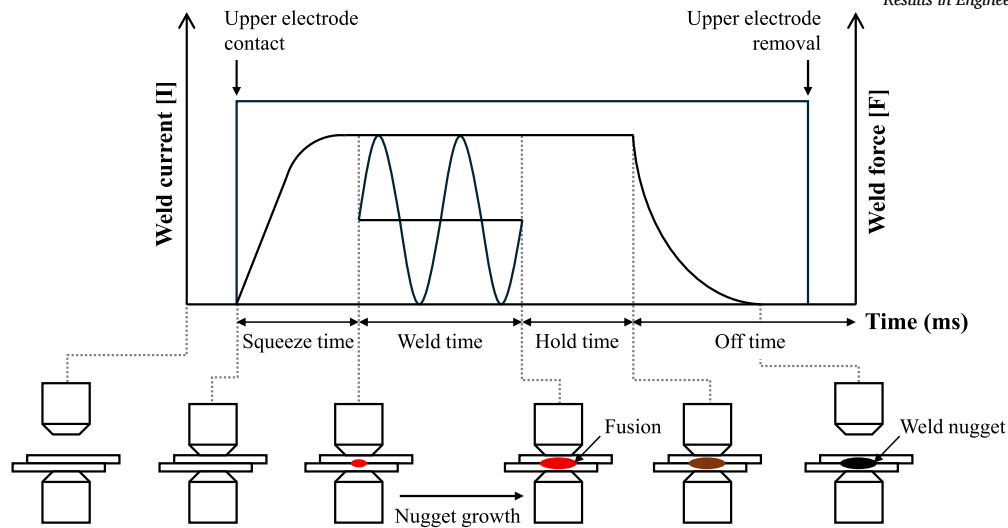 Results in Engine
Upper electrode
contact
Upper electrode
removal
Weld current [I]
Weld force [F]
Time (ms)
Squeeze time
Weld time
Hold time
Off time
Fusion
Weld nugget
Nugget growth